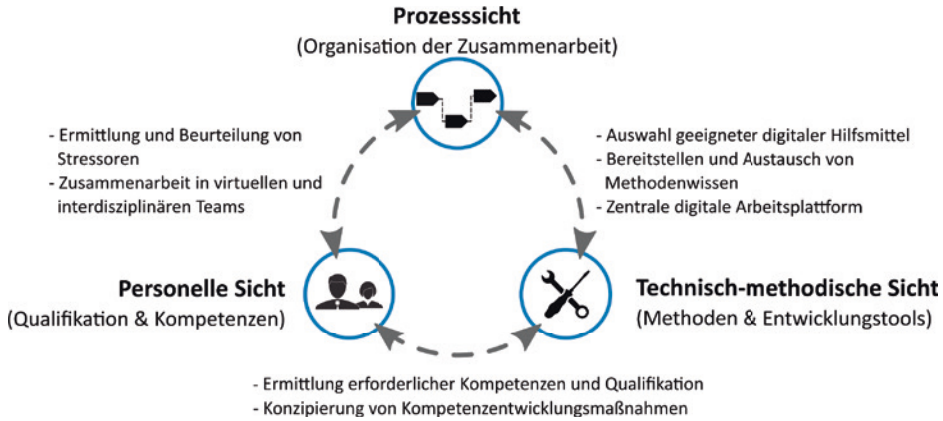 Prozesssicht
(Organisation der Zusammenarbeit)
- Ermittlung und Beurteilung von
Stressoren
- Zusammenarbeit in virtuellen und
interdisziplinären Teams
- Auswahl geeigneter digitaler Hilfsmittel
- Bereitstellen und Austausch von
Methodenwissen
- Zentrale digitale Arbeitsplattform
Personelle Sicht
(Qualifikation & Kompetenzen)
Technisch-methodische Sicht
(Methoden & Entwicklungstools)
- Ermittlung erforderlicher Kompetenzen und Qualifikation
- Konzipierung von Kompetenzentwicklungsmaßnahmen